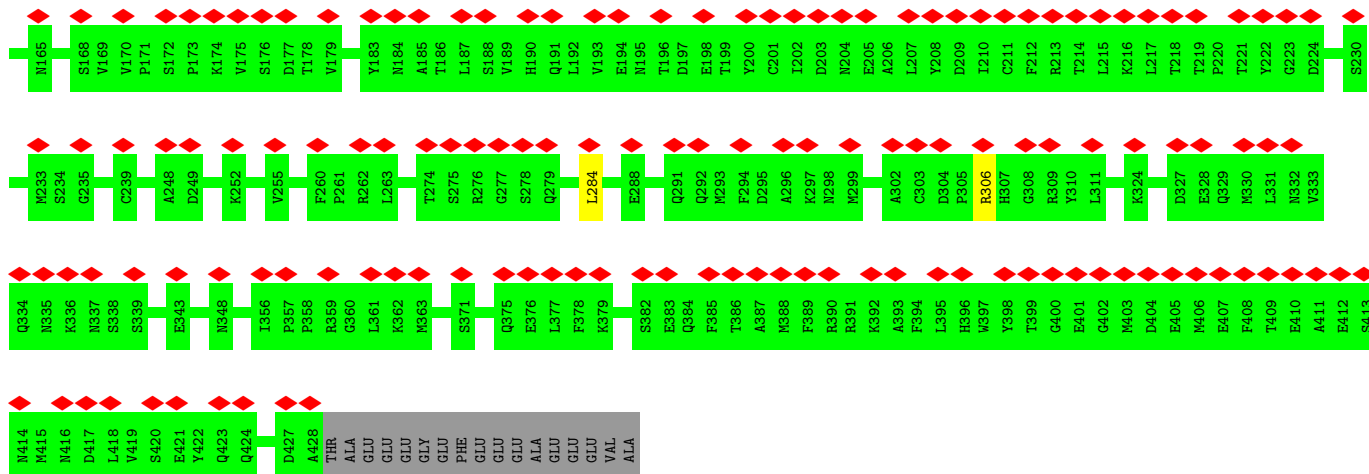 N165 S168 V169 V170 P171 S172 P173 K174 V175 S176 D177 T178 V179 Y183 N184 A185 T186 L187 S188 V189 H190 Q191 L192 V193 E194 N195 T196 D197 E198 T199 Y200 C201 I202 D203 N204 E205 A206 L207 Y208 D209 I210 C211 F212 R213 T214 L215 K216 L217 T218 T219 P220 T221 Y222 G223 D224 S230
M233 S234 G235 C239 A248 D249 K252 V255 F260 P261 R262 L263 T274 S275 R276 G277 S278 Q279 L284 E288 Q291 Q292 M293 F294 D295 A296 K297 N298 M299 A302 C303 D304 P305 R306 H307 G308 R309 Y310 L311 K324 D327 E328 Q329 M330 L331 N332 V333
Q334 N335 K336 N337 S338 S339 E343 N348 I356 P357 P358 R359 G360 L361 K362 M363 S371 Q375 E376 L377 F378 K379 S382 E383 Q384 F385 T386 A387 M388 F389 R390 R391 K392 A393 F394 L395 H396 W397 Y398 T399 G400 E401 G402 M403 D404 E405 M406 E407 F408 T409 E410 A411 E412 S413
N414 M415 N416 D417 L418 V419 S420 E421 Y422 Q423 Q424 D427 A428 THR ALA GLU GLU GLU GLY GLU PHE GLU GLU GLU ALA GLU GLU GLU VAL ALA